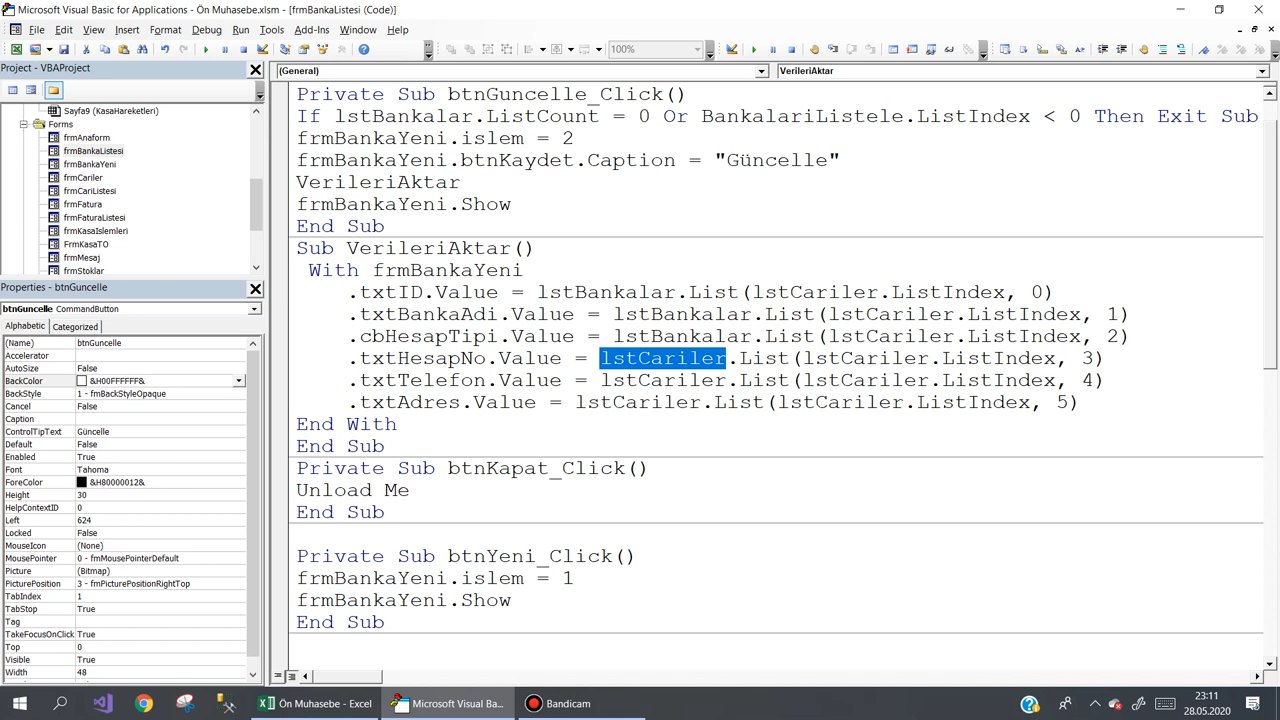 Microsoft Visual Basic for Applications - Ön Muhasebe.xlsm - [frmBankaListesi (Code)]
File Edit View Insert Format Debug Run Tools Add-Ins Window Help
100%
Project - VBAProject
(General)
VerileriAktar
Sayfa9 (KasaHareketleri)
Forms
frmAnaform
frmBankaListesi
frmBankaYeni
frmCariler
frmCariListesi
frmFatura
frmFaturaListesi
frmKasaIslemleri
FrmKasaTO
frmMesaj
frmStoklar
Properties - btnGuncelle
btnGuncelle CommandButton
Alphabetic Categorized
(Name) btnGuncelle
Accelerator
AutoSize False
BackColor &H00FFFFFF&
BackStyle 1 - fmBackStyleOpaque
Cancel False
Caption
ControlTipText Güncelle
Default False
Enabled True
Font Tahoma
ForeColor &H80000012&
Height 30
HelpContextID 0
Left 624
Locked False
MouseIcon (None)
MousePointer 0 - fmMousePointerDefault
Picture (Bitmap)
PicturePosition 3 - fmPicturePositionRightTop
TabIndex 1
TabStop True
Tag
TakeFocusOnClick True
Top 0
Visible True
Width 48
Private Sub btnGuncelle_Click()
If lstBankalar.ListCount = 0 Or BankalariListele.ListIndex < 0 Then Exit Sub
frmBankaYeni.islem = 2
frmBankaYeni.btnKaydet.Caption = "Güncelle"
VerileriAktar
frmBankaYeni.Show
End Sub
Sub VerileriAktar()
With frmBankaYeni
.txtID.Value = lstBankalar.List(lstCariler.ListIndex, 0)
.txtBankaAdi.Value = lstBankalar.List(lstCariler.ListIndex, 1)
.cbHesapTipi.Value = lstBankalar.List(lstCariler.ListIndex, 2)
.txtHesapNo.Value = lstCariler.List(lstCariler.ListIndex, 3)
.txtTelefon.Value = lstCariler.List(lstCariler.ListIndex, 4)
.txtAdres.Value = lstCariler.List(lstCariler.ListIndex, 5)
End With
End Sub
Private Sub btnKapat_Click()
Unload Me
End Sub
Private Sub btnYeni_Click()
frmBankaYeni.islem = 1
frmBankaYeni.Show
End Sub
Ön Muhasebe - Excel
Microsoft Visual Ba...
Bandicam
23:11
28.05.2020